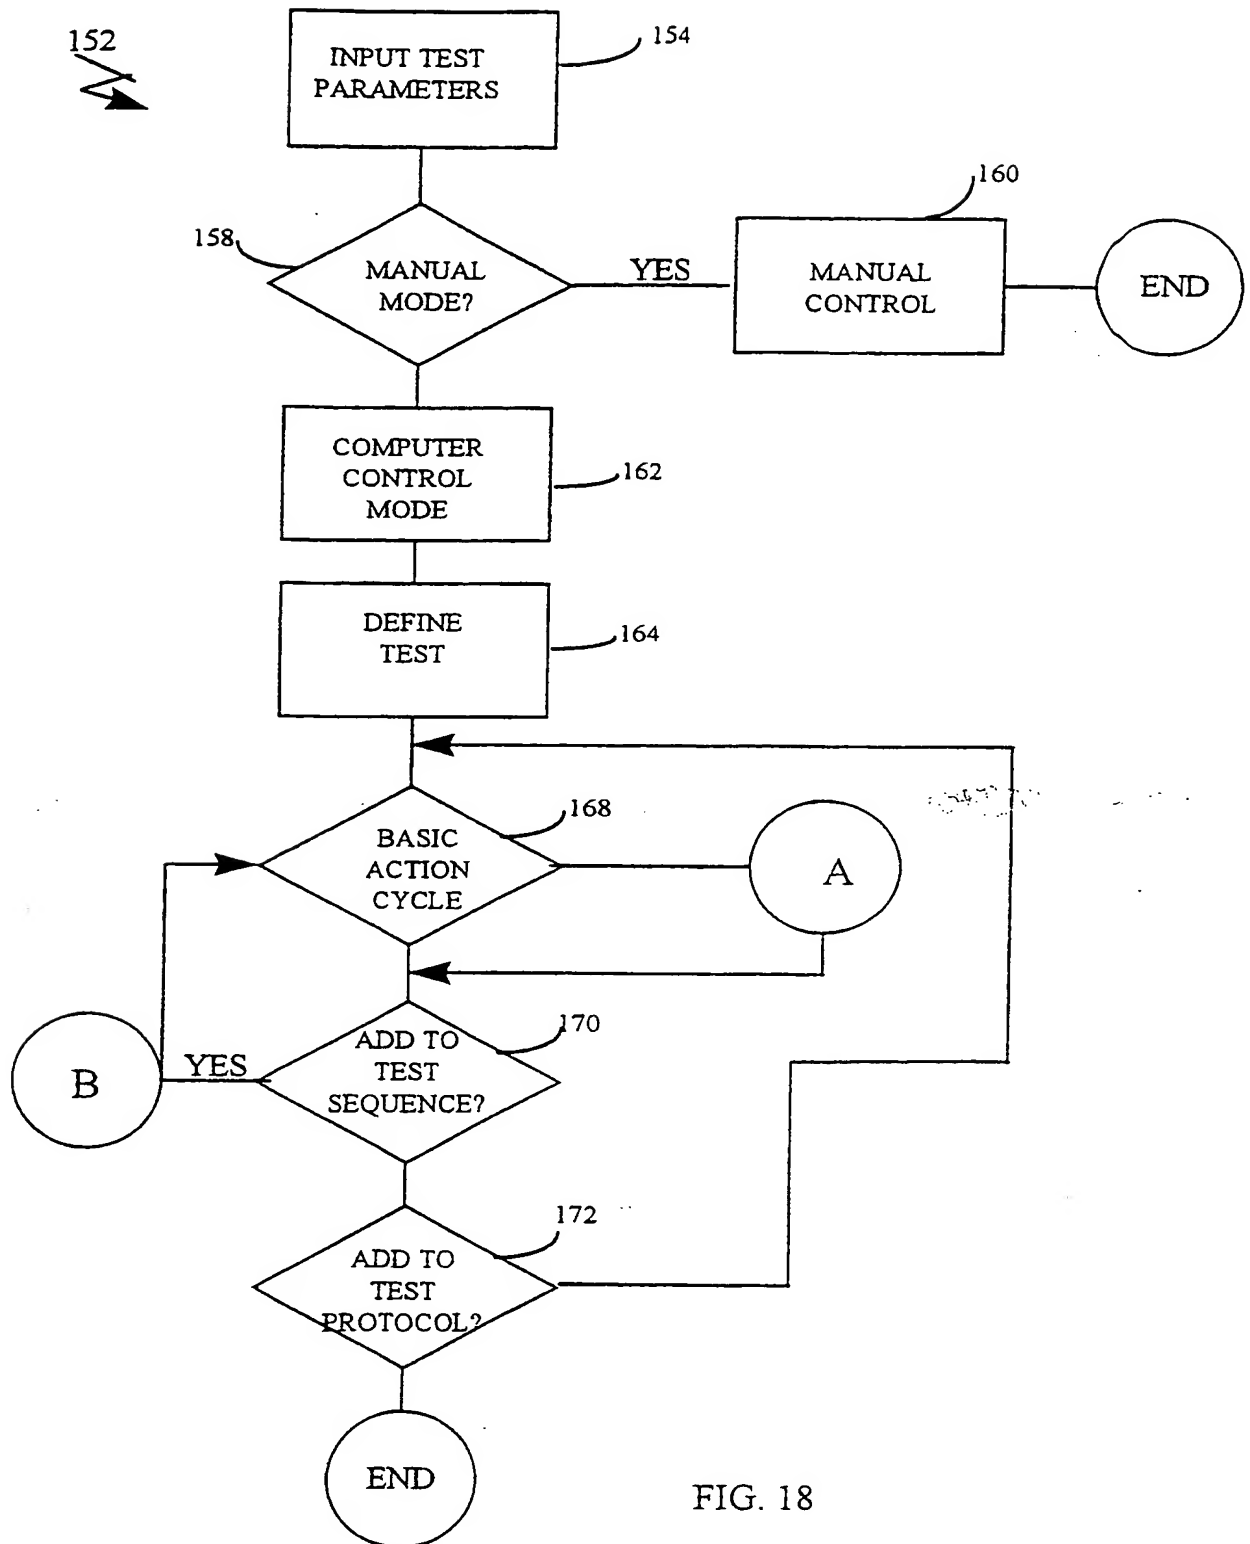 152
154
INPUT TEST
PARAMETERS
160
158
MANUAL
MODE?
YES
MANUAL
CONTROL
END
COMPUTER
CONTROL
MODE
162
DEFINE
TEST
164
168
BASIC
ACTION
CYCLE
A
170
ADD TO
TEST
SEQUENCE?
YES
B
172
ADD TO
TEST
PROTOCOL?
END
FIG. 18